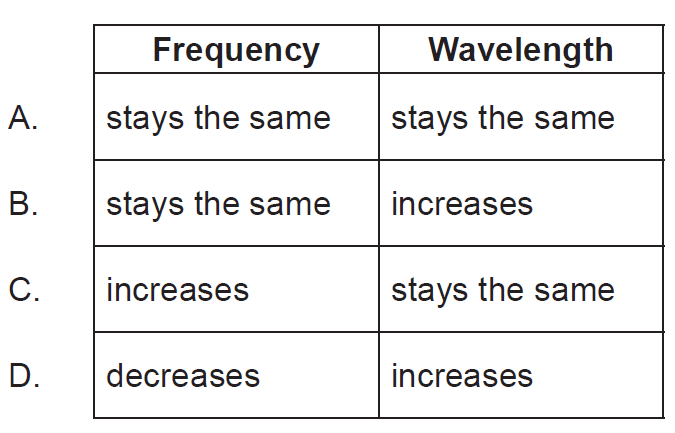 Frequency Wavelength
A. stays the same stays the same
B. stays the same increases
C. increases stays the same
D. decreases increases